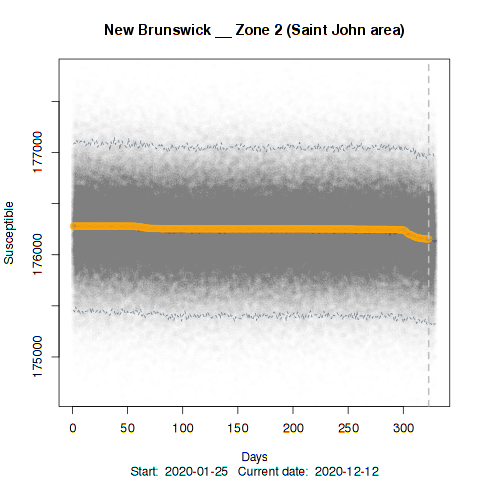 New Brunswick __ Zone 2 (Saint John area)
177000
176000
175000
Susceptible
0 50 100 150 200 250 300
Days
Start: 2020-01-25 Current date: 2020-12-12